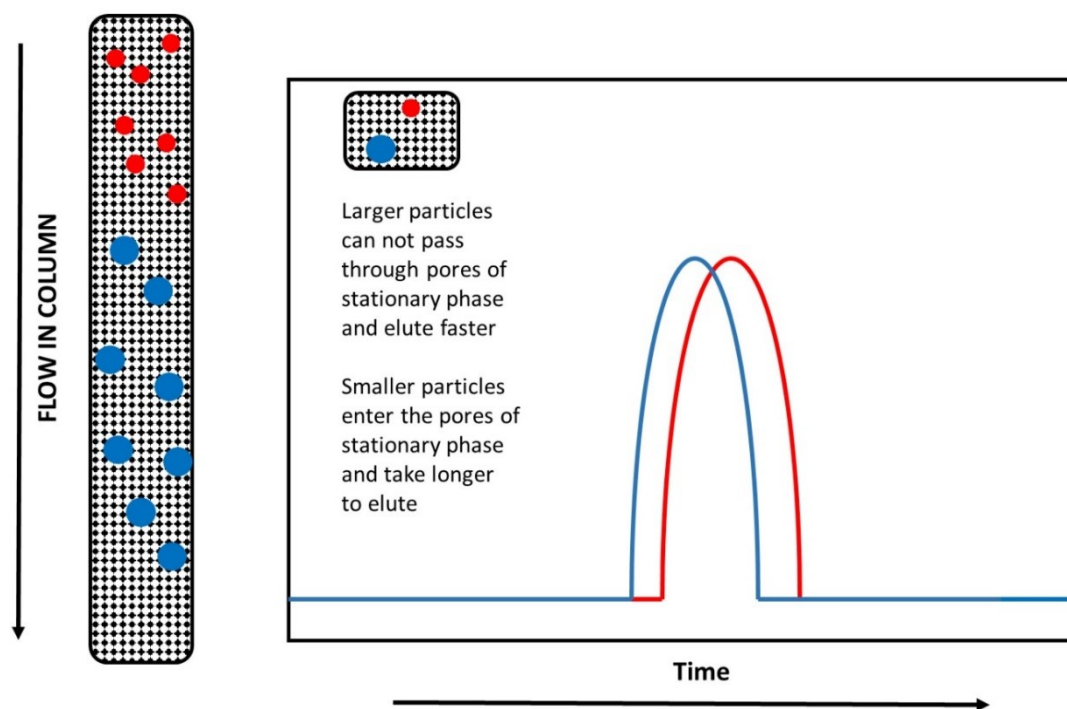 FLOW IN COLUMN
Larger particles
can not pass
through pores of
stationary phase
and elute faster
Smaller particles
enter the pores of
stationary phase
and take longer
to elute
Time